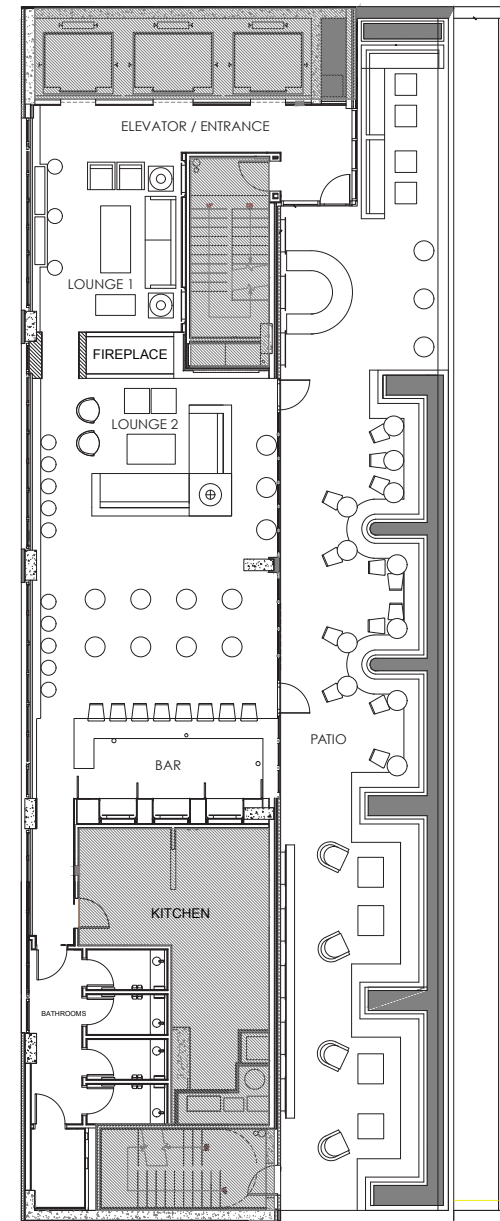 ELEVATOR / ENTRANCE
LOUNGE 1
FIREPLACE
LOUNGE 2
PATIO
BAR
KITCHEN
BATHROOMS